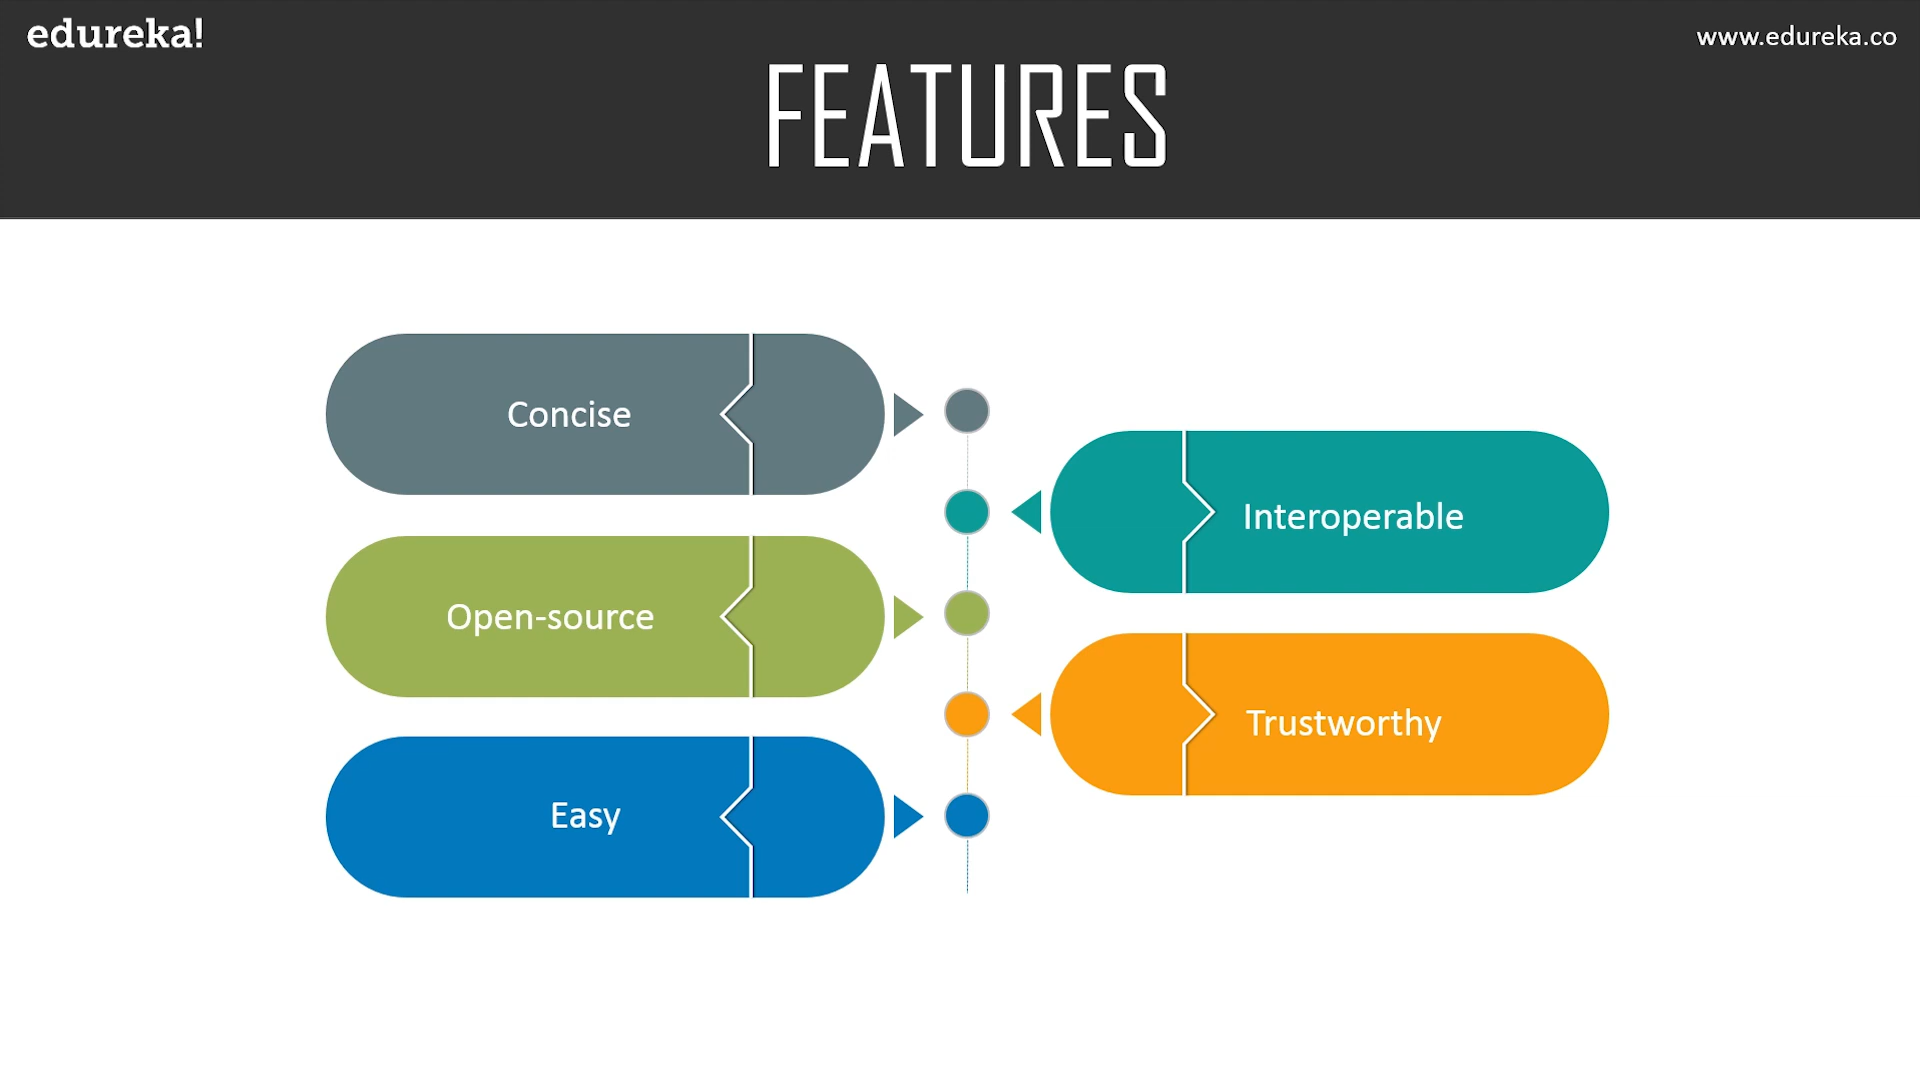 edureka!
www.edureka.co
FEATURES
Concise
Interoperable
Open-source
Trustworthy
Easy